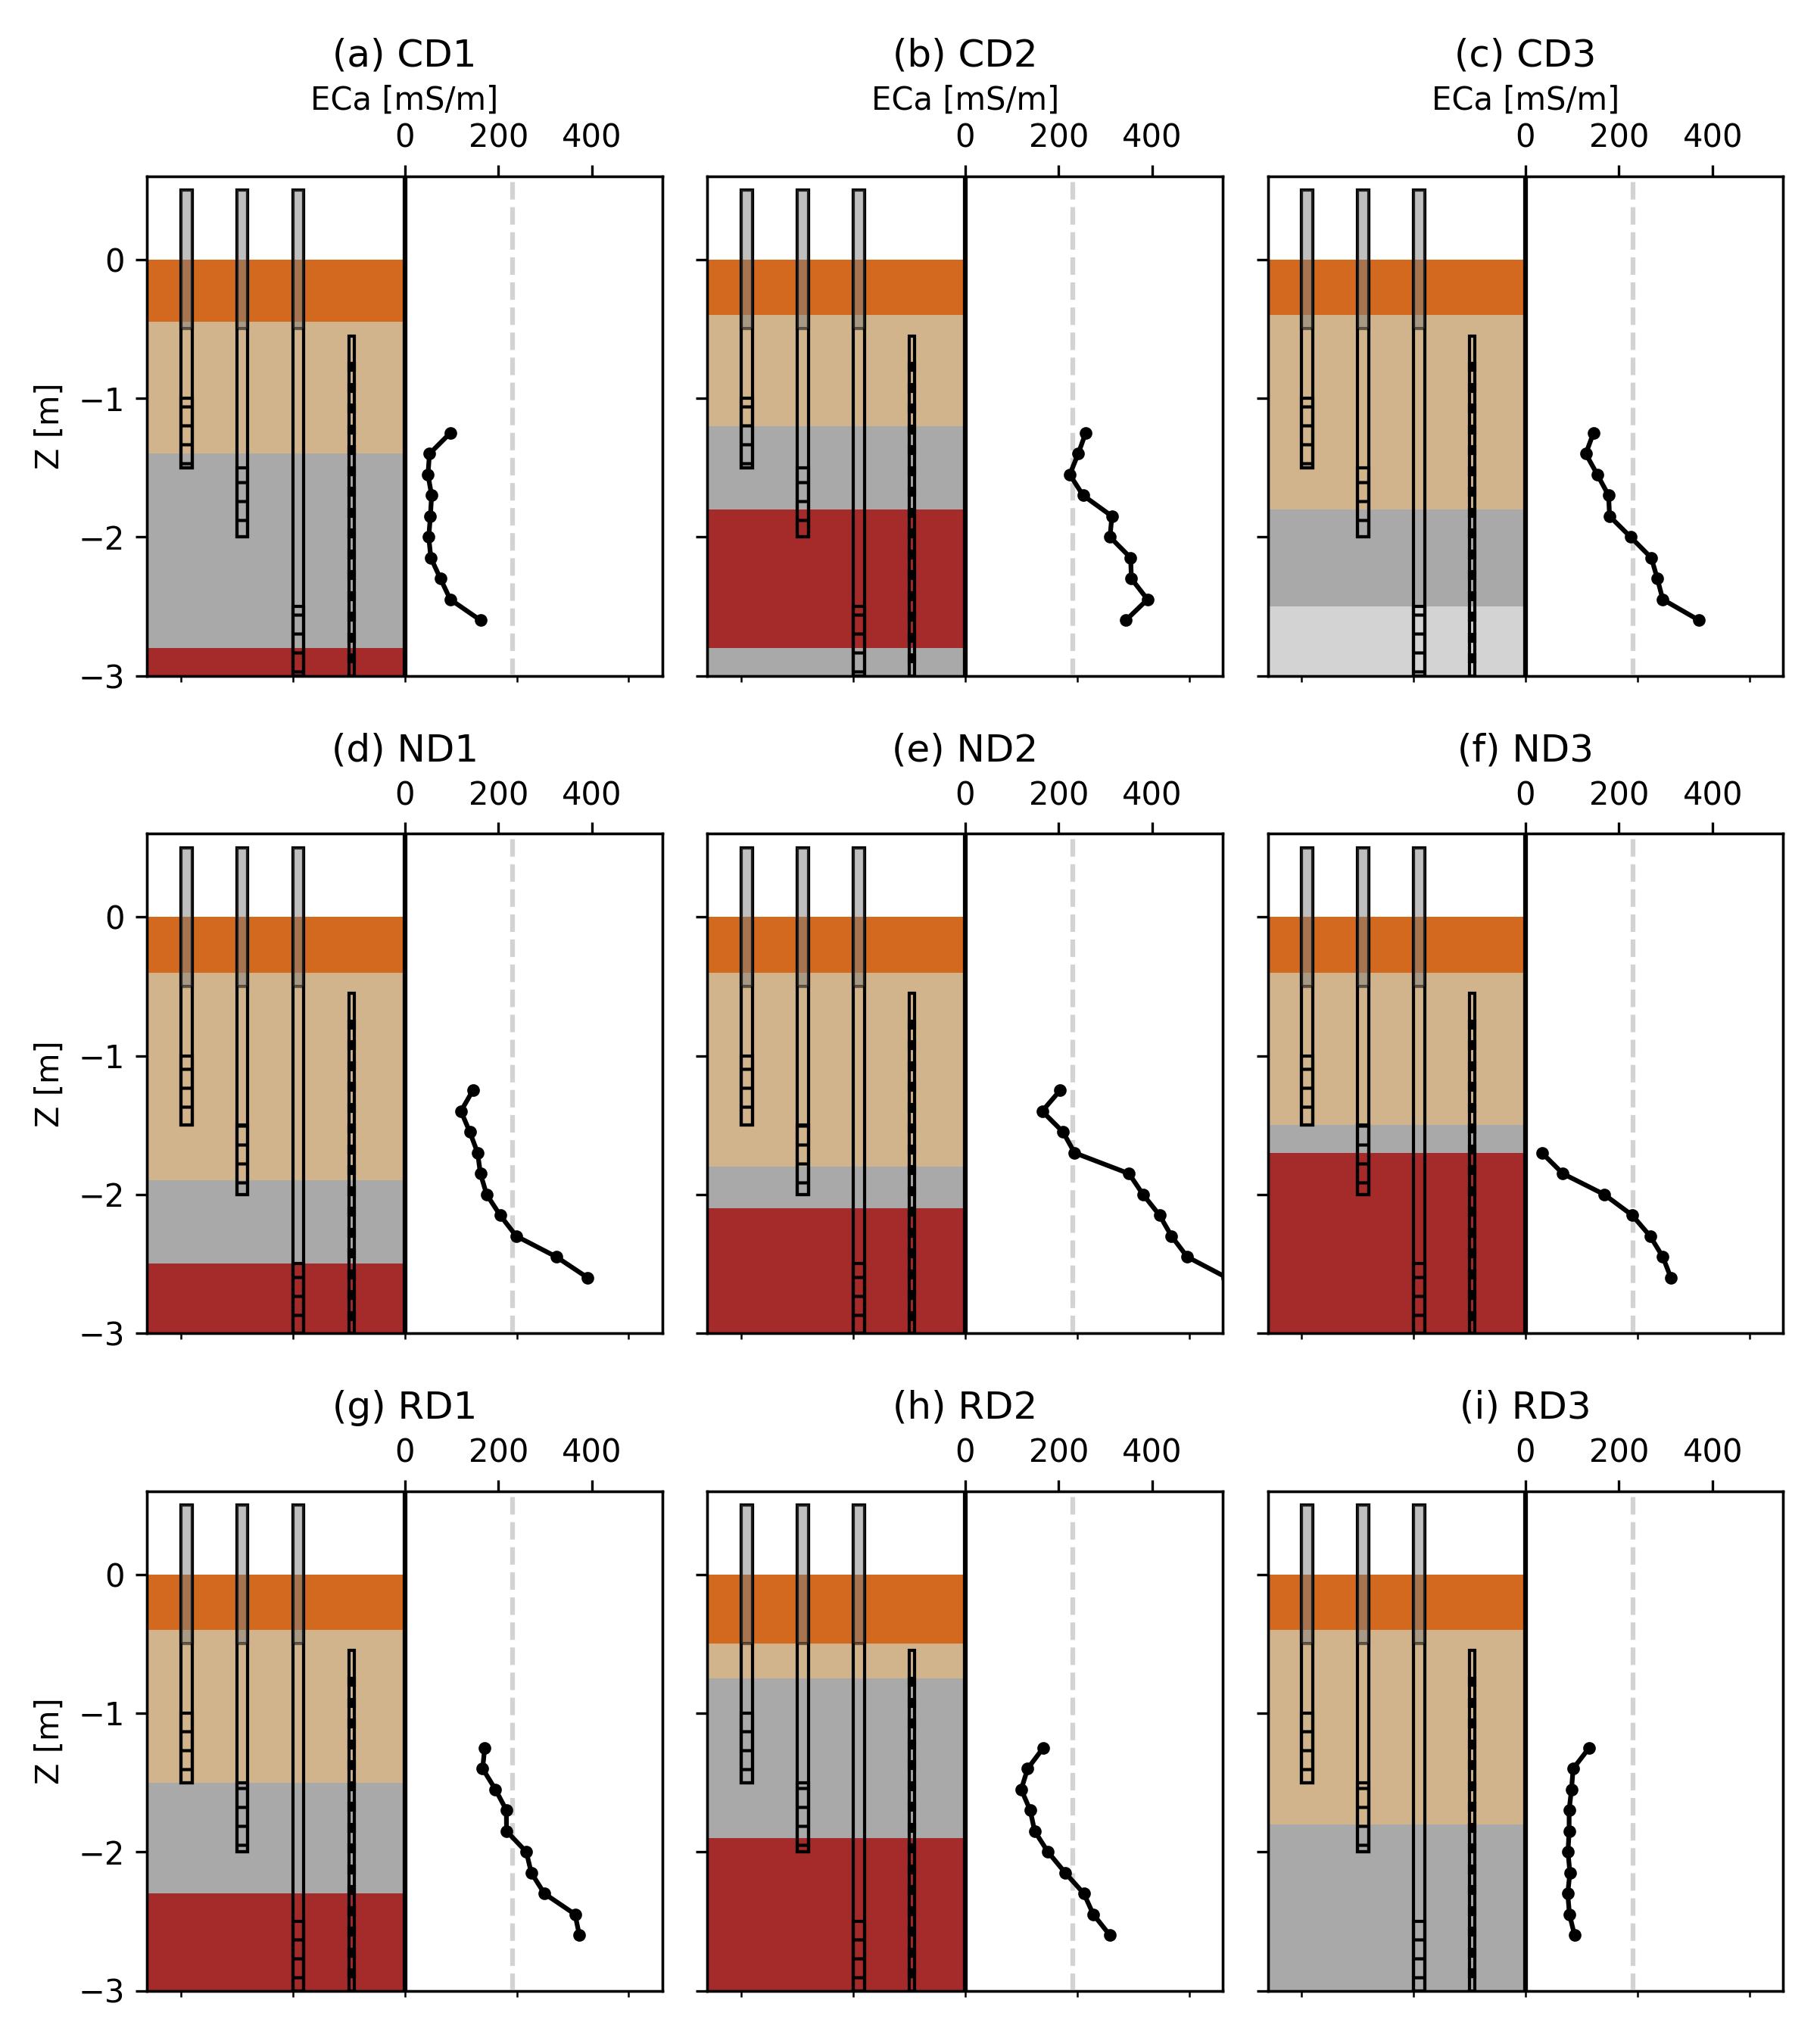 (a) CD1 (b) CD2 (c) CD3
ECa [mS/m] ECa [mS/m] ECa [mS/m]
0 200 400 0 200 400 0 200 400
0
−1
Z [m]
−2
−3
(d) ND1 (e) ND2 (f) ND3
0 200 400 0 200 400 0 200 400
0
−1
Z [m]
−2
−3
(g) RD1 (h) RD2 (i) RD3
0 200 400 0 200 400 0 200 400
0
−1
Z [m]
−2
−3